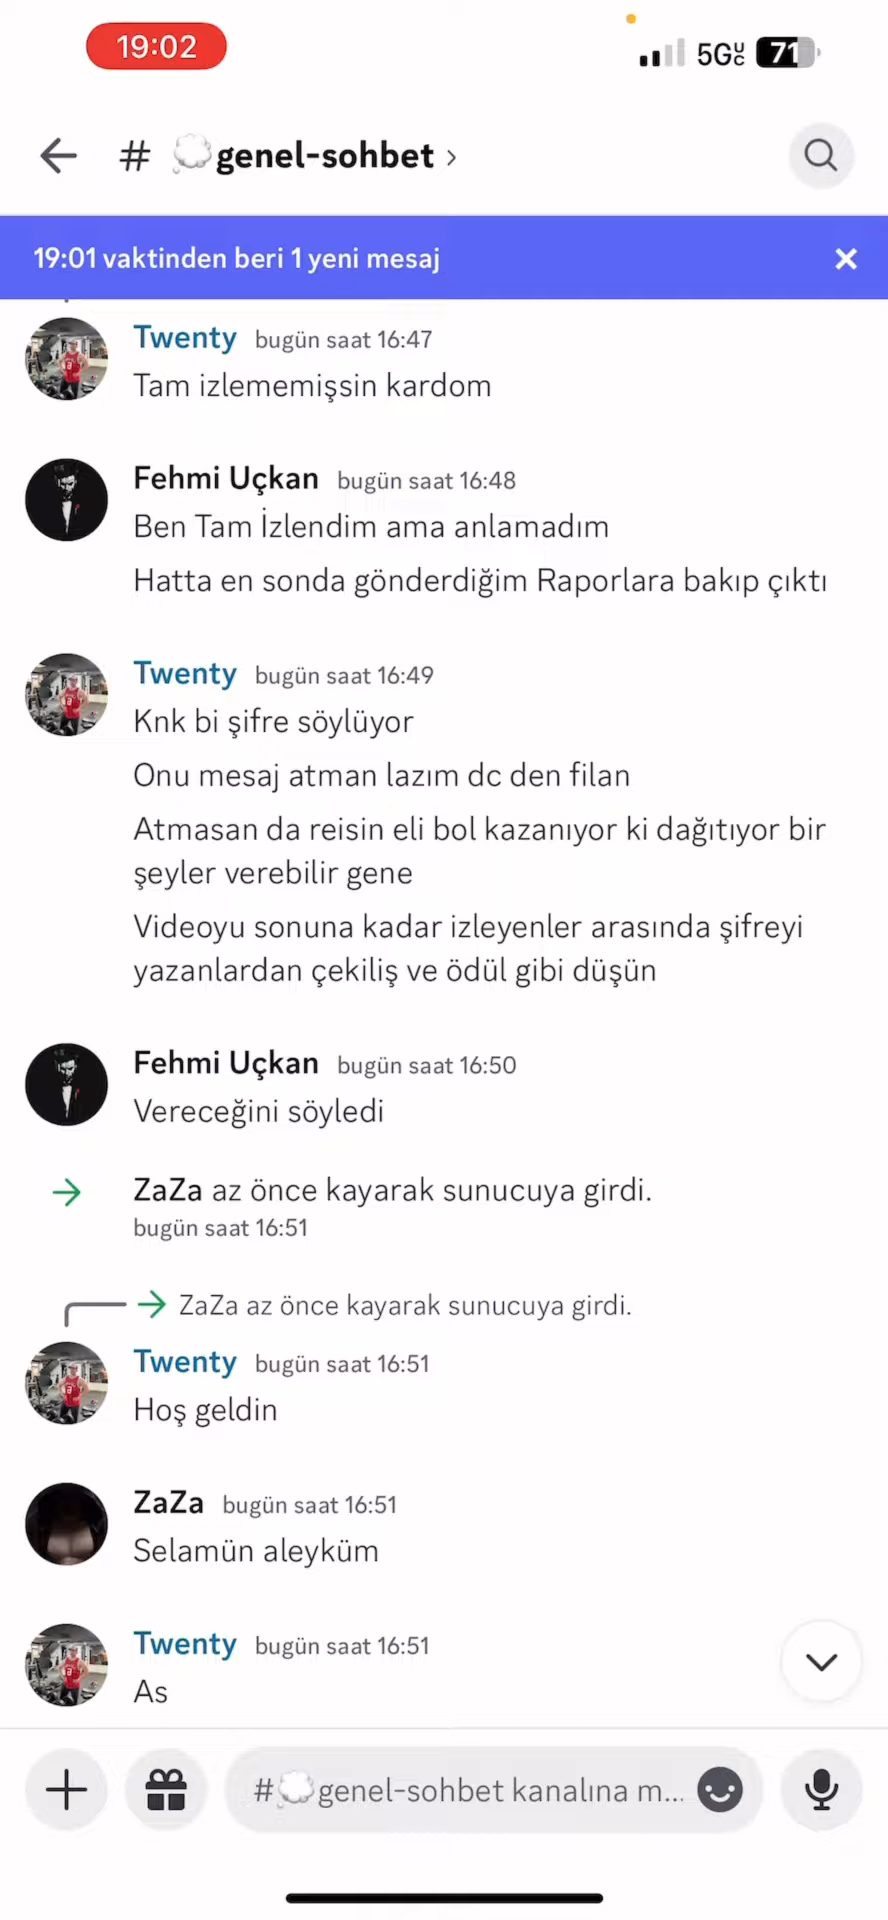 19:02
5G UC 71
# 💭genel-sohbet ›
19:01 vaktinden beri 1 yeni mesaj
Twenty bugün saat 16:47
Tam izlememişsin kardom
Fehmi Uçkan bugün saat 16:48
Ben Tam İzlendim ama anlamadım
Hatta en sonda gönderdiğim Raporlara bakıp çıktı
Twenty bugün saat 16:49
Knk bi şifre söylüyor
Onu mesaj atman lazım dc den filan
Atmasan da reisin eli bol kazanıyor ki dağıtıyor bir
şeyler verebilir gene
Videoyu sonuna kadar izleyenler arasında şifreyi
yazanlardan çekiliş ve ödül gibi düşün
Fehmi Uçkan bugün saat 16:50
Vereceğini söyledi
ZaZa az önce kayarak sunucuya girdi.
bugün saat 16:51
ZaZa az önce kayarak sunucuya girdi.
Twenty bugün saat 16:51
Hoş geldin
ZaZa bugün saat 16:51
Selamün aleyküm
Twenty bugün saat 16:51
As
#💭genel-sohbet kanalına m...